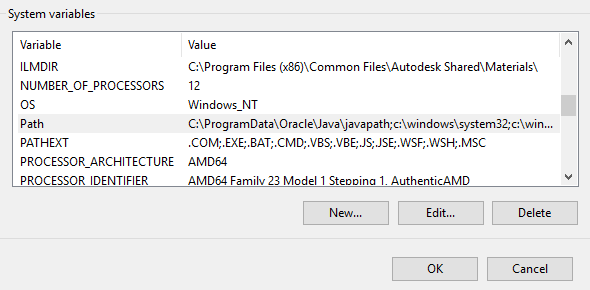 System variables
Variable Value
ILMDIR C:\Program Files (x86)\Common Files\Autodesk Shared\Materials\
NUMBER_OF_PROCESSORS 12
OS Windows_NT
Path C:\ProgramData\Oracle\Java\javapath;c:\windows\system32;c:\win...
PATHEXT .COM;.EXE;.BAT;.CMD;.VBS;.VBE;.JS;.JSE;.WSF;.WSH;.MSC
PROCESSOR_ARCHITECTURE AMD64
PROCESSOR_IDENTIFIER AMD64 Family 23 Model 1 Stepping 1, AuthenticAMD
New... Edit... Delete
OK Cancel